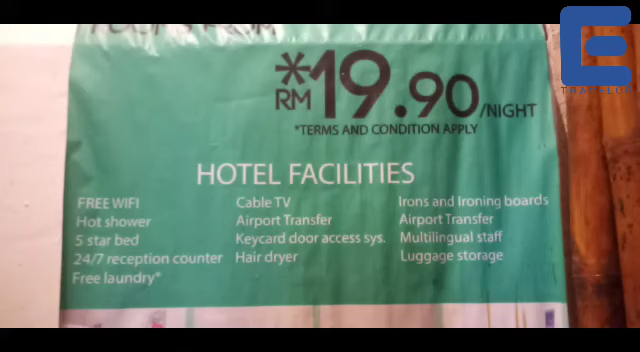 *RM19.90/NIGHT
*TERMS AND CONDITION APPLY
HOTEL FACILITIES
FREE WIFI
Hot shower
5 star bed
24/7 reception counter
Free laundry*
Cable TV
Airport Transfer
Keycard door access sys.
Hair dryer
Irons and Ironing boards
Airport Transfer
Multilingual staff
Luggage storage
E